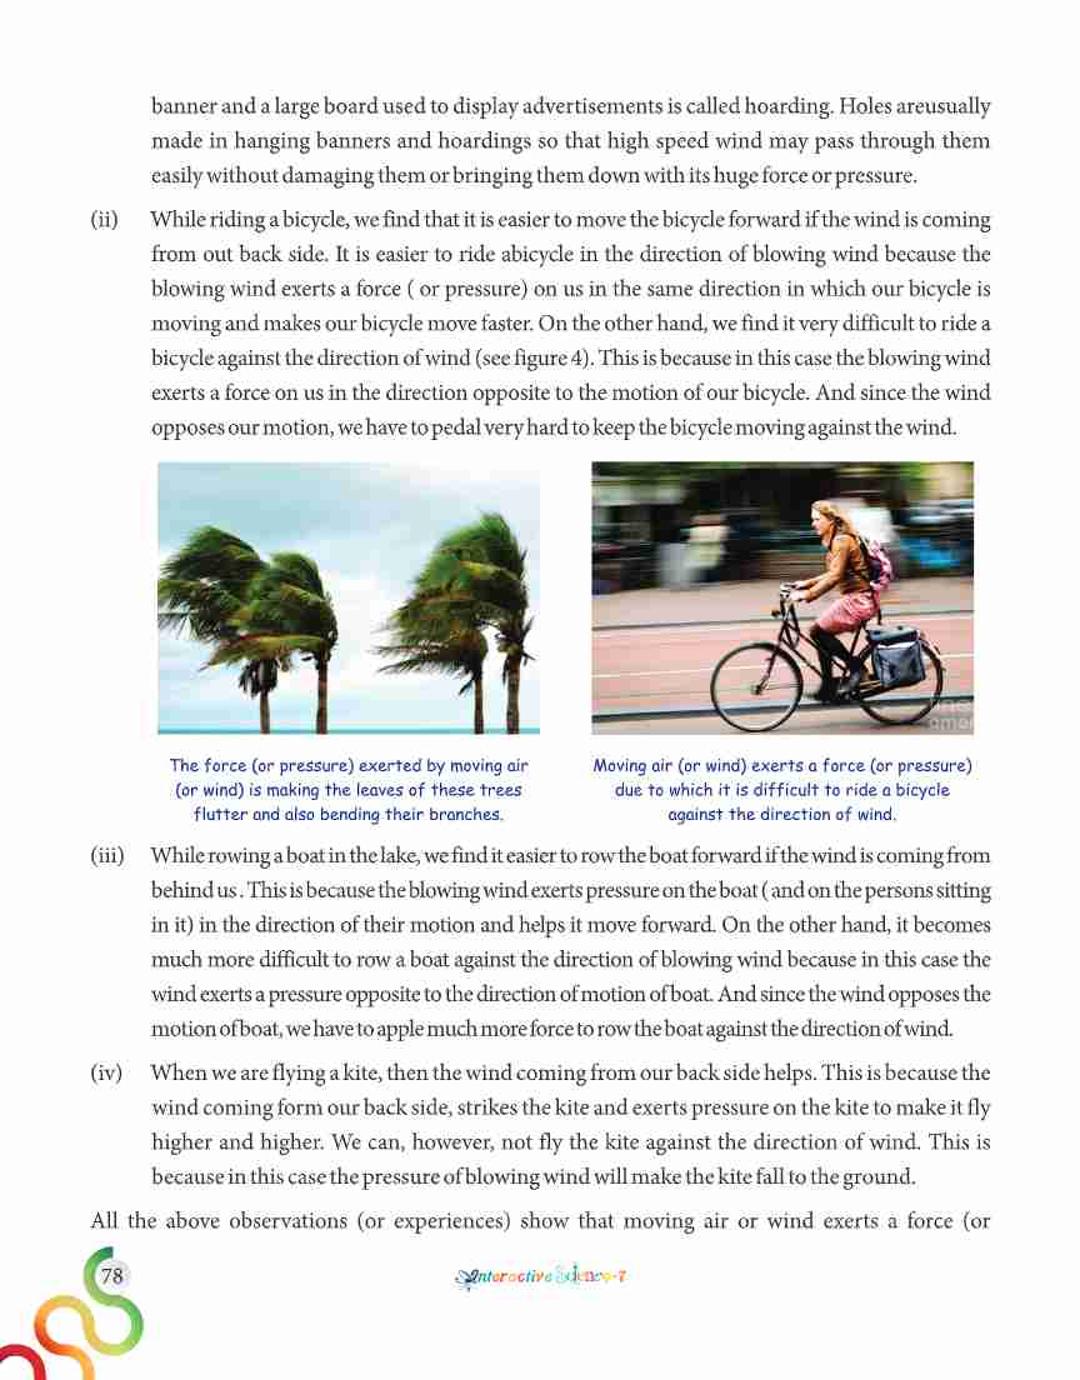 banner and a large board used to display advertisements is called hoarding. Holes areusually
made in hanging banners and hoardings so that high speed wind may pass through them
easily without damaging them or bringing them down with its huge force or pressure.
(ii) While riding a bicycle, we find that it is easier to move the bicycle forward if the wind is coming
from out back side. It is easier to ride abicycle in the direction of blowing wind because the
blowing wind exerts a force ( or pressure) on us in the same direction in which our bicycle is
moving and makes our bicycle move faster. On the other hand, we find it very difficult to ride a
bicycle against the direction of wind (see figure 4). This is because in this case the blowing wind
exerts a force on us in the direction opposite to the motion of our bicycle. And since the wind
opposes our motion, we have to pedal very hard to keep the bicycle moving against the wind.
The force (or pressure) exerted by moving air
(or wind) is making the leaves of these trees
flutter and also bending their branches.
Moving air (or wind) exerts a force (or pressure)
due to which it is difficult to ride a bicycle
against the direction of wind.
(iii) While rowing a boat in the lake, we find it easier to row the boat forward if the wind is coming from
behind us . This is because the blowing wind exerts pressure on the boat ( and on the persons sitting
in it) in the direction of their motion and helps it move forward. On the other hand, it becomes
much more difficult to row a boat against the direction of blowing wind because in this case the
wind exerts a pressure opposite to the direction of motion of boat. And since the wind opposes the
motion of boat, we have to apple much more force to row the boat against the direction of wind.
(iv) When we are flying a kite, then the wind coming from our back side helps. This is because the
wind coming form our back side, strikes the kite and exerts pressure on the kite to make it fly
higher and higher. We can, however, not fly the kite against the direction of wind. This is
because in this case the pressure of blowing wind will make the kite fall to the ground.
All the above observations (or experiences) show that moving air or wind exerts a force (or
78
Interactive Science-7